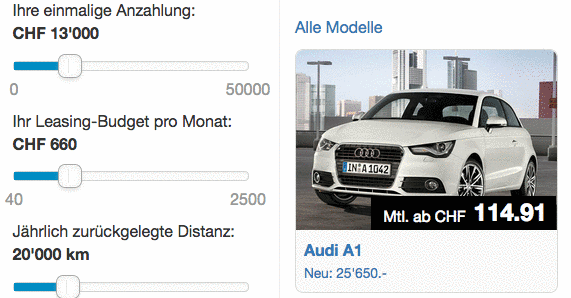 Ihre einmalige Anzahlung:
CHF 13'000
0 50000
Ihr Leasing-Budget pro Monat:
CHF 660
40 2500
Jährlich zurückgelegte Distanz:
20'000 km
Alle Modelle
IN A 1042
Mtl. ab CHF 114.91
Audi A1
Neu: 25'650.-